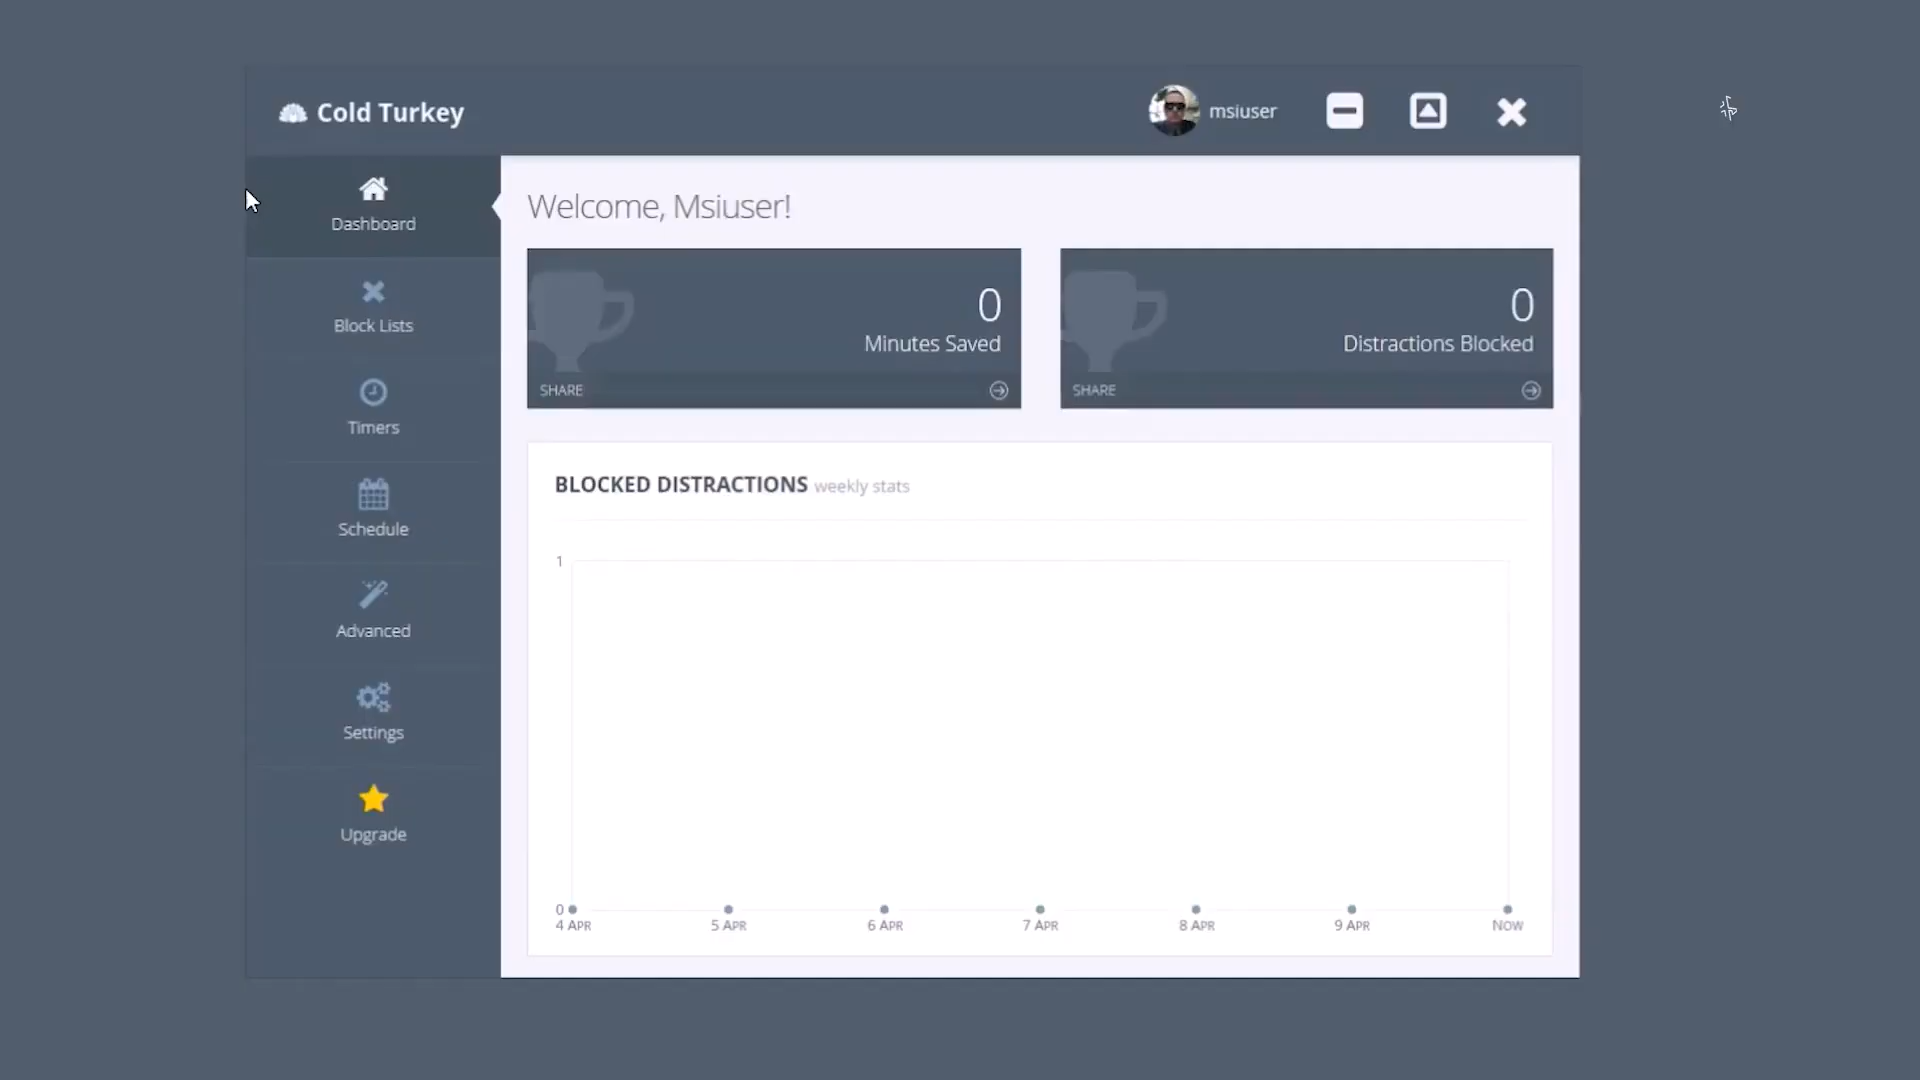 Cold Turkey
msiuser
Dashboard
Block Lists
Timers
Schedule
Advanced
Settings
Upgrade
Welcome, Msiuser!
0
Minutes Saved
SHARE
0
Distractions Blocked
SHARE
BLOCKED DISTRACTIONS weekly stats
1
0
4 APR 5 APR 6 APR 7 APR 8 APR 9 APR NOW